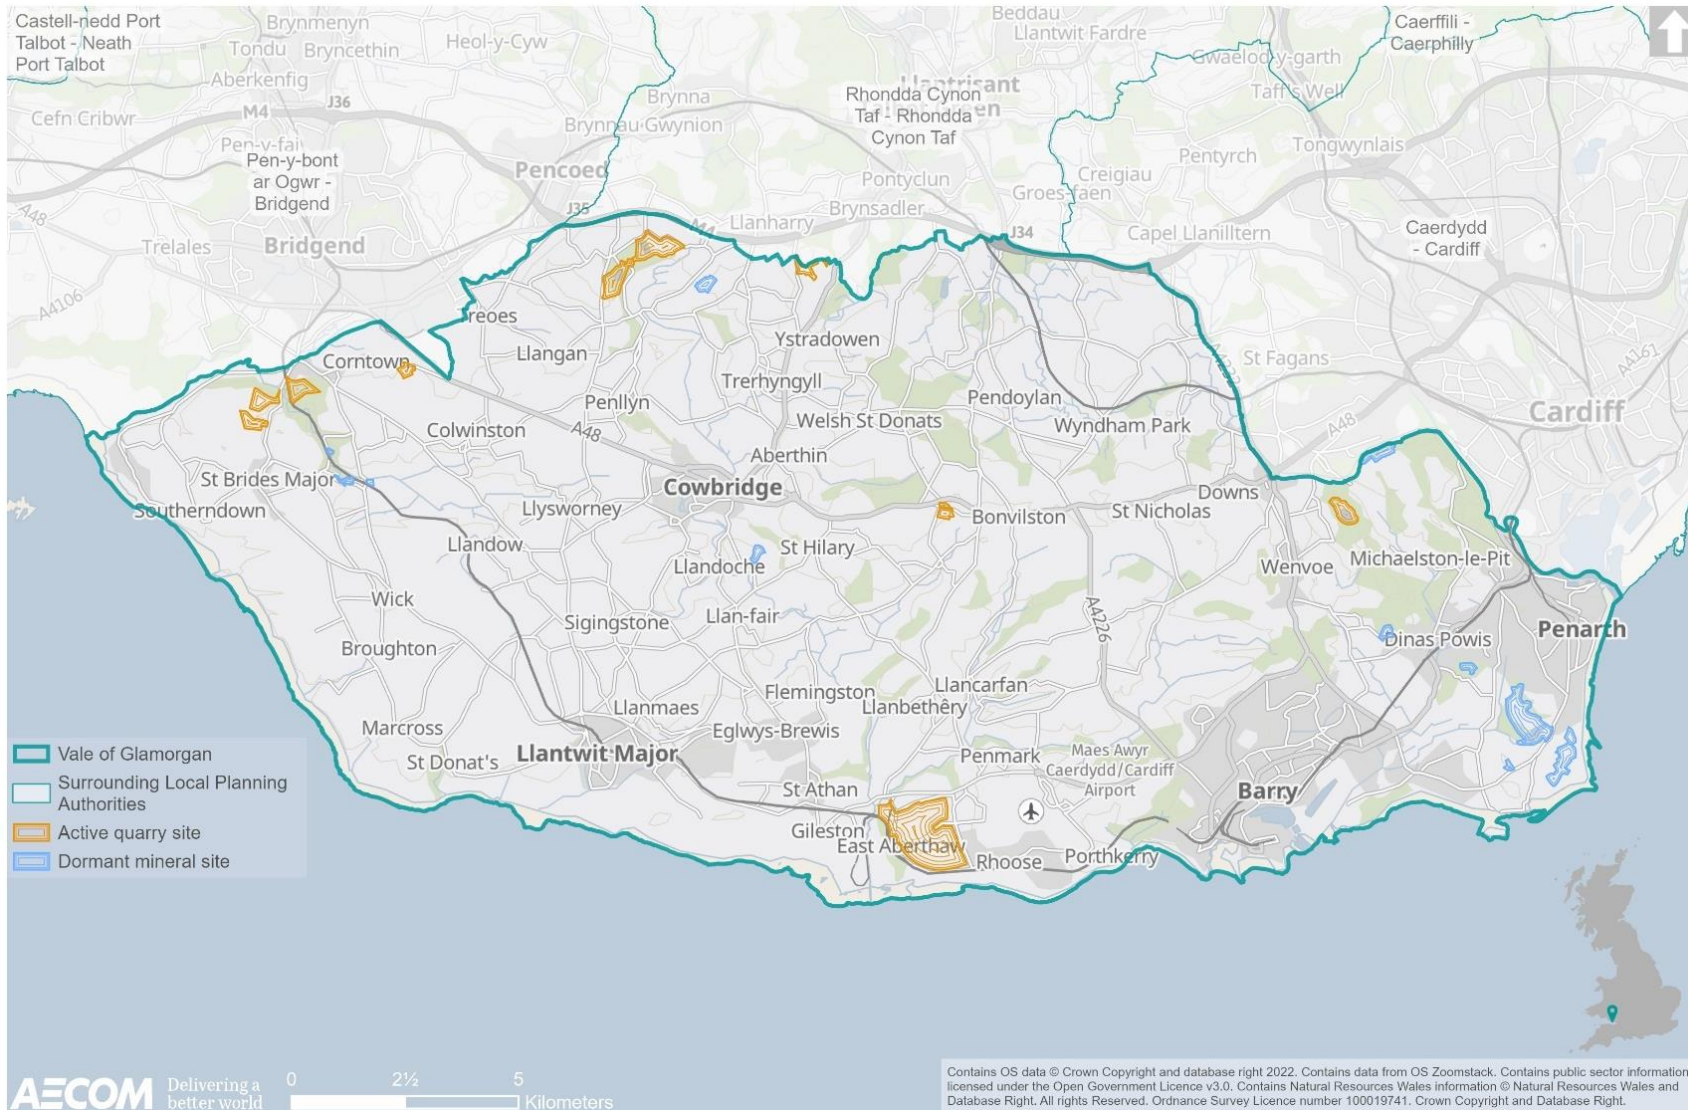 Castell-nedd Port
Talbot - Neath
Port Talbot
Brynmenyn
Tondu
Bryncethin
Aberkenfig
Heol-y-Cyw
Beddau
Llantwit Fardre
Caerffili -
Caerphilly
Gwaelod-y-garth
Taff's Well
Cefn Cribwr
M4
J36
Pen-y-fai
Pen-y-bont
ar Ogwr -
Bridgend
Brynna
Brynnau Gwynion
Pencoed
Rhondda Cynon
Taf - Rhondda
Cynon Taf
Tongwynlais
Pentyrch
Creigiau
Groes-faen
Pontyclun
Brynsadler
Llanharry
A48
J35
M4
J34
Capel Llanilltern
Caerdydd
- Cardiff
Trelales
Bridgend
A4106
reoes
Llangan
Ystradowen
St Fagans
A4232
A4161
Corntown
Trerhyngyll
Penllyn
Pendoylan
Cardiff
A48
Colwinston
Welsh St Donats
Wyndham Park
A48
Aberthin
St Brides Major
Cowbridge
Downs
Southerndown
Llysworney
Bonvilston
St Nicholas
Llandow
St Hilary
Llandoche
Wenvoe
Michaelston-le-Pit
Wick
Sigingstone
Llan-fair
A4226
Penarth
Broughton
Dinas Powis
Flemingston
Llancarfan
Llanbethêry
Llanmaes
Marcross
Eglwys-Brewis
Llantwit Major
St Donat's
Penmark
Maes Awyr
Caerdydd/Cardiff
Airport
St Athan
Barry
Gileston
East Aberthaw
Rhoose
Porthkerry
Vale of Glamorgan
Surrounding Local Planning
Authorities
Active quarry site
Dormant mineral site
AECOM
Delivering a
better world
0 2½ 5
Kilometers
Contains OS data © Crown Copyright and database right 2022. Contains data from OS Zoomstack. Contains public sector information
licensed under the Open Government Licence v3.0. Contains Natural Resources Wales information © Natural Resources Wales and
Database Right. All rights Reserved. Ordnance Survey Licence number 100019741. Crown Copyright and Database Right.